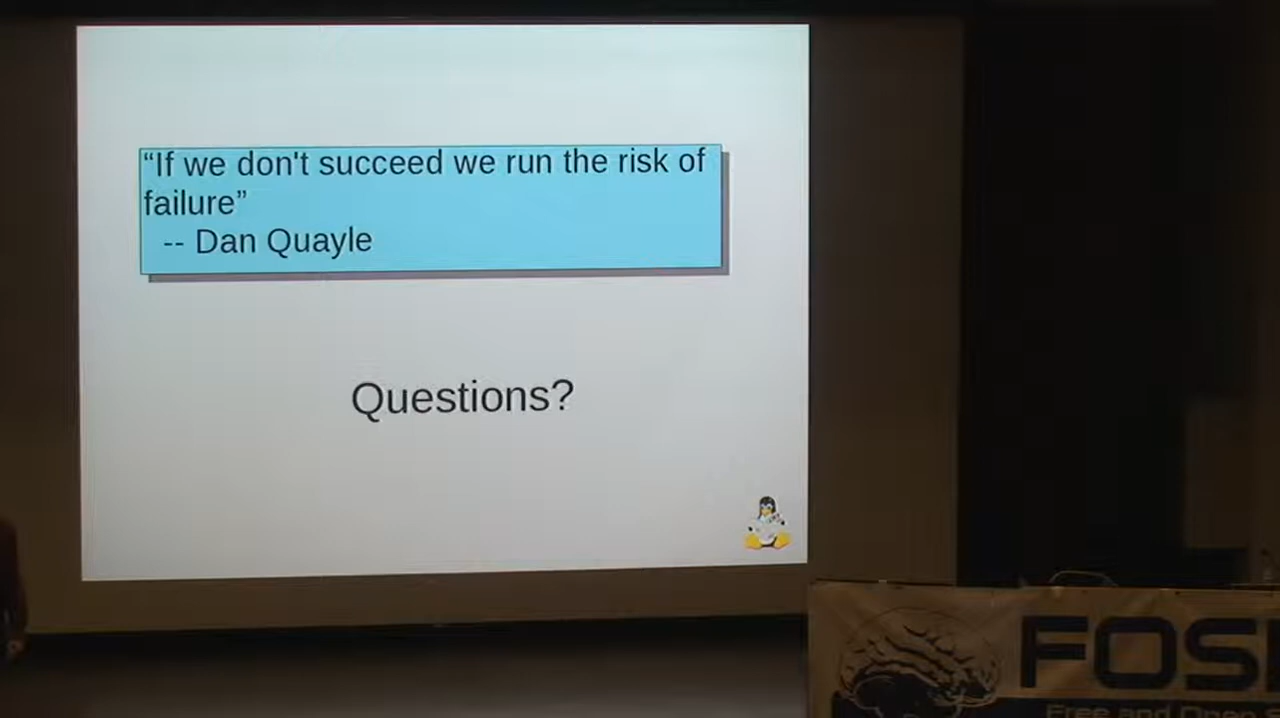 “If we don't succeed we run the risk of
failure”
-- Dan Quayle
Questions?
FOS
Free and Open